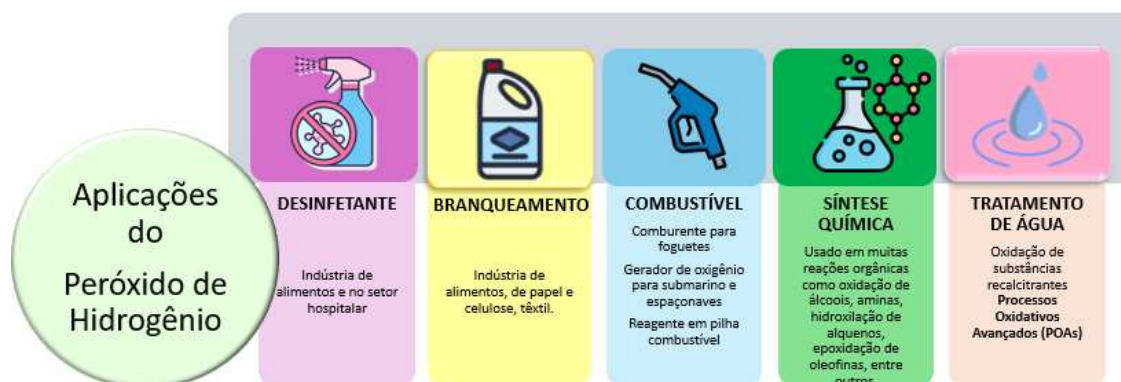 Aplicações
do
Peróxido de
Hidrogênio
DESINFETANTE
Indústria de
alimentos e no setor
hospitalar
BRANQUEAMENTO
Indústria de
alimentos, de papel e
celulose, têxtil.
COMBUSTÍVEL
Comburente para
foguetes
Gerador de oxigênio
para submarino e
espaçonaves
Reagente em pilha
combustível
SÍNTESE
QUÍMICA
Usado em muitas
reações orgânicas
como oxidação de
álcoois, aminas,
hidroxilação de
alquenos,
epoxidação de
oleofinas, entre
outros
TRATAMENTO
DE ÁGUA
Oxidação de
substâncias
recalcitrantes
Processos
Oxidativos
Avançados (POAs)